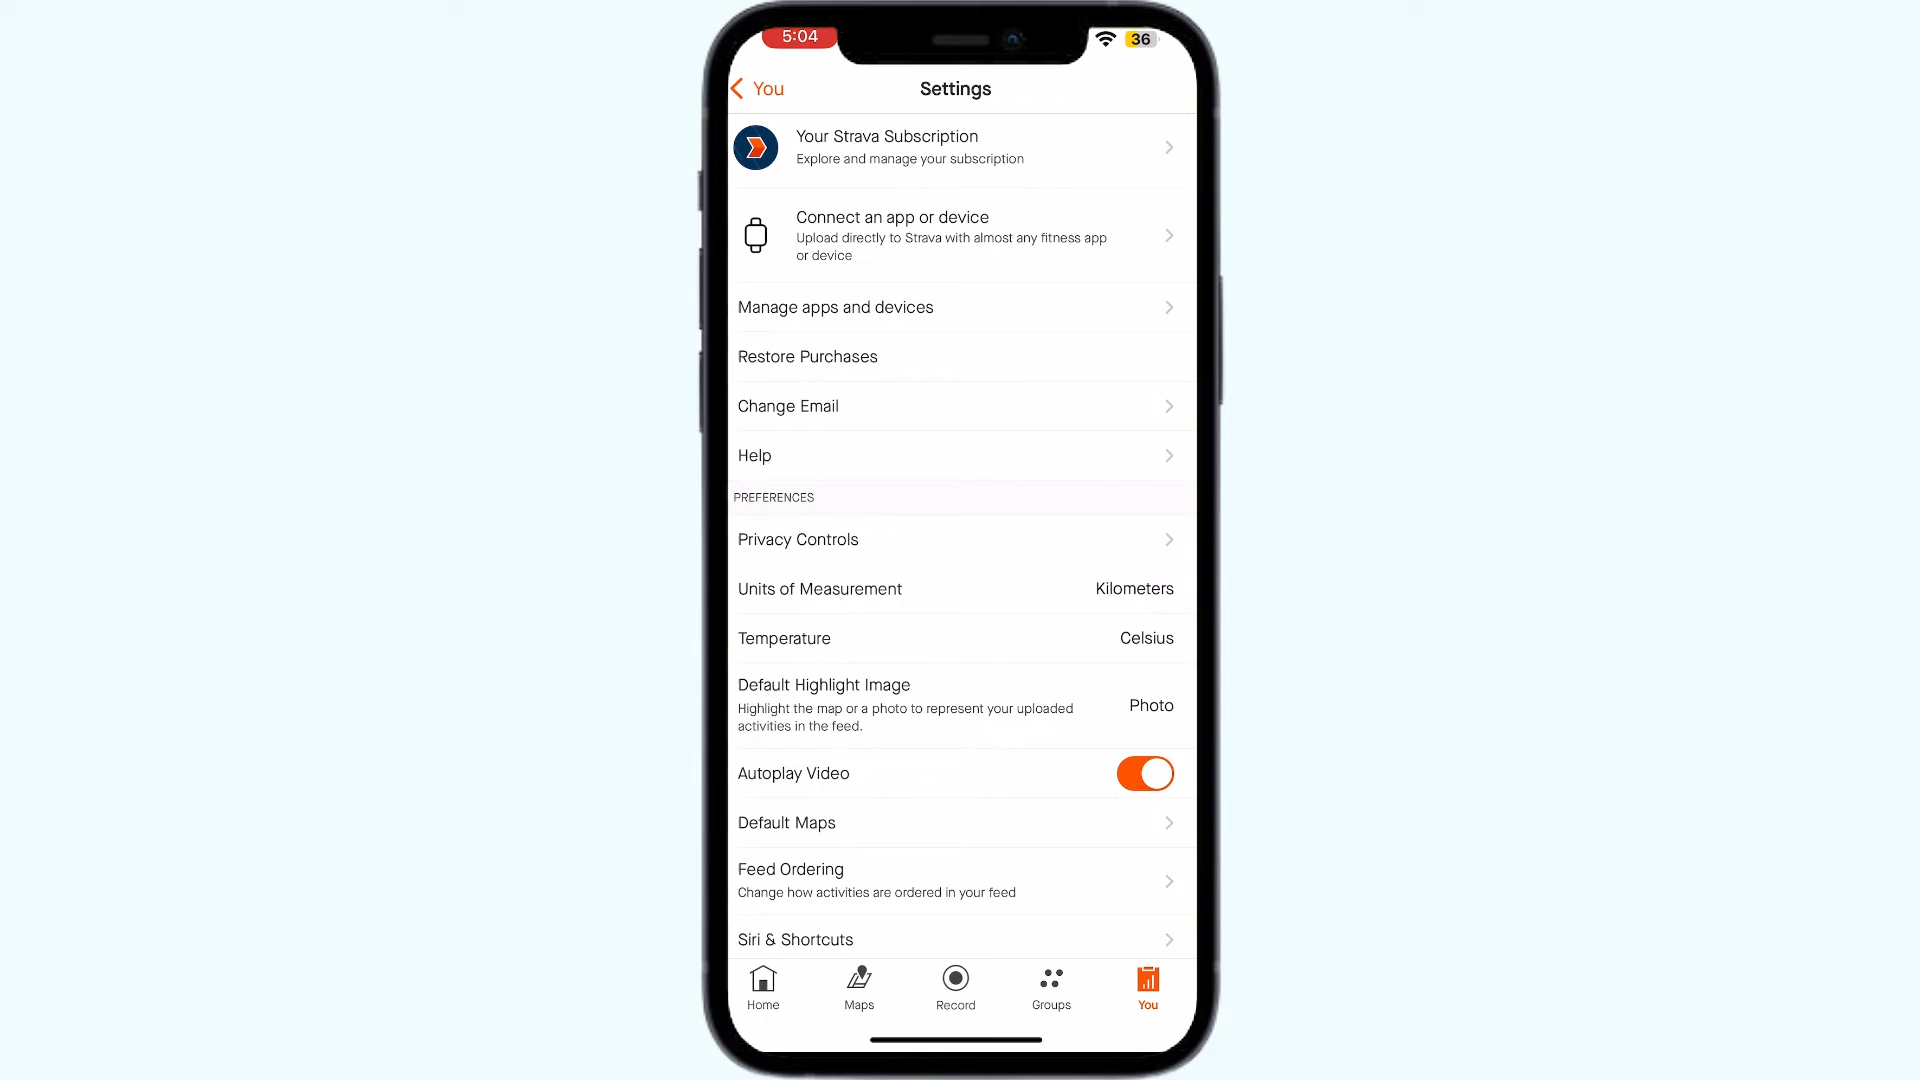 5:04
36
You
Settings
Your Strava Subscription
Explore and manage your subscription
Connect an app or device
Upload directly to Strava with almost any fitness app
or device
Manage apps and devices
Restore Purchases
Change Email
Help
PREFERENCES
Privacy Controls
Units of Measurement
Kilometers
Temperature
Celsius
Default Highlight Image
Highlight the map or a photo to represent your uploaded
activities in the feed.
Photo
Autoplay Video
Default Maps
Feed Ordering
Change how activities are ordered in your feed
Siri & Shortcuts
Home
Maps
Record
Groups
You